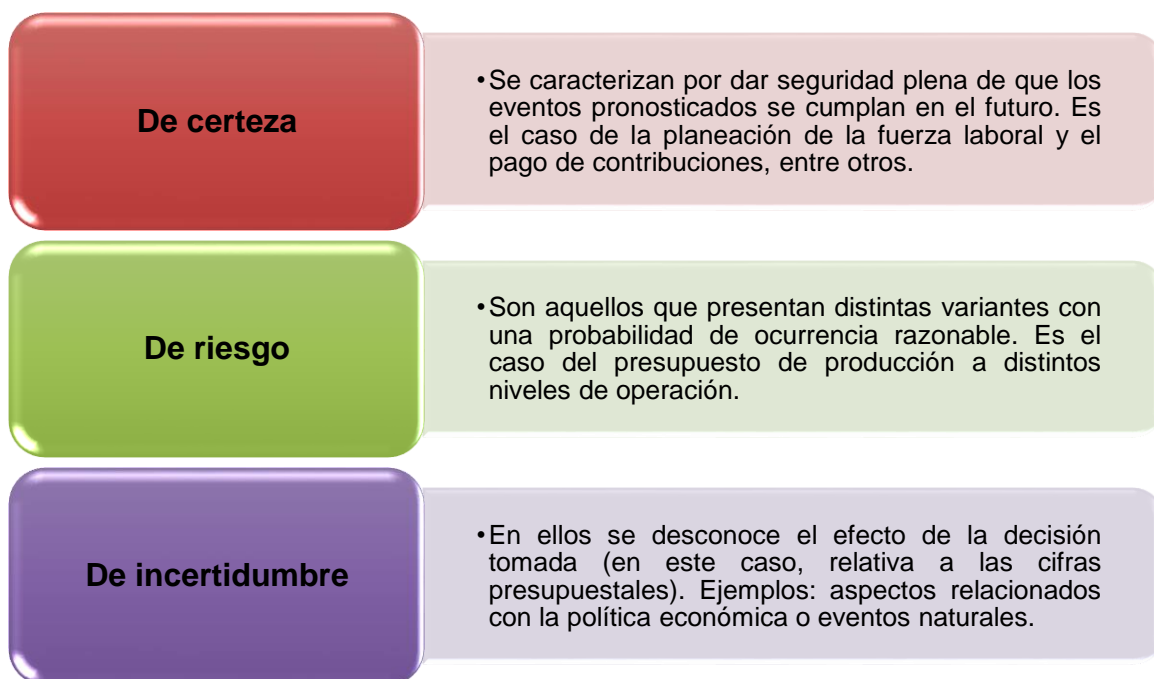 De certeza
•Se caracterizan por dar seguridad plena de que los
eventos pronosticados se cumplan en el futuro. Es
el caso de la planeación de la fuerza laboral y el
pago de contribuciones, entre otros.
De riesgo
•Son aquellos que presentan distintas variantes con
una probabilidad de ocurrencia razonable. Es el
caso del presupuesto de producción a distintos
niveles de operación.
De incertidumbre
•En ellos se desconoce el efecto de la decisión
tomada (en este caso, relativa a las cifras
presupuestales). Ejemplos: aspectos relacionados
con la política económica o eventos naturales.